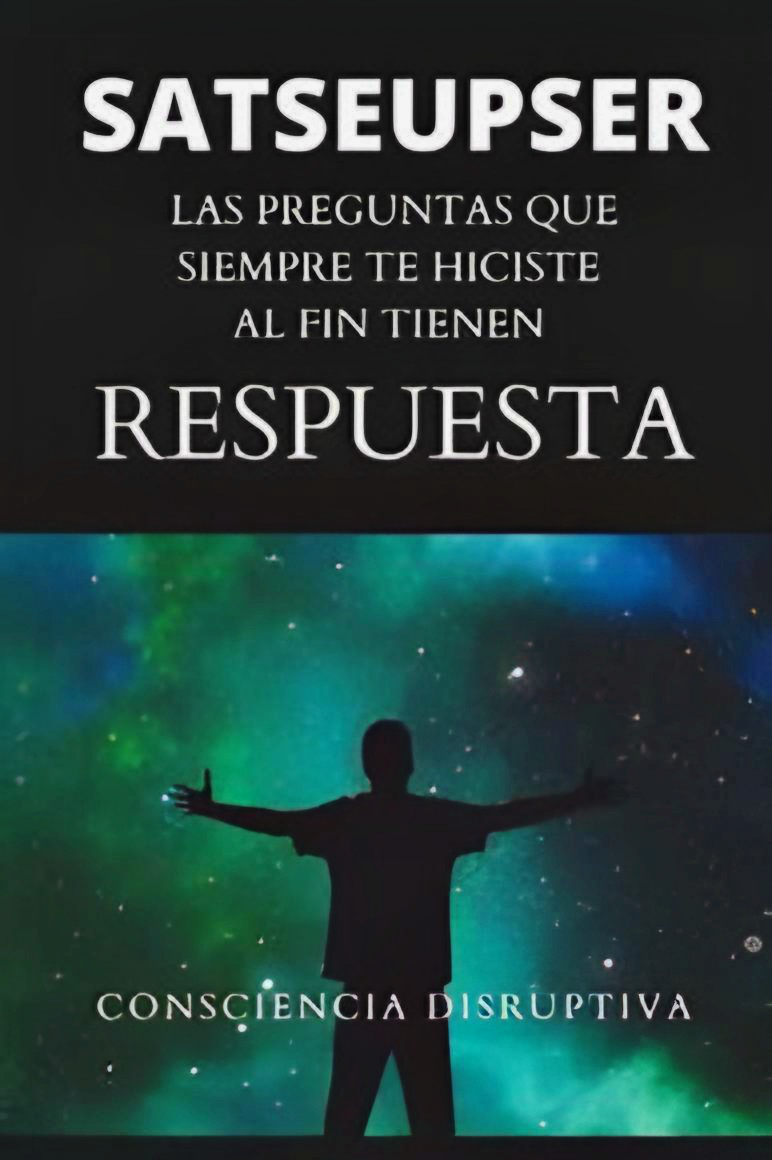 SATSEUPSER
LAS PREGUNTAS QUE
SIEMPRE TE HICISTE
AL FIN TIENEN
RESPUESTA
CONSCIENCIA DISRUPTIVA